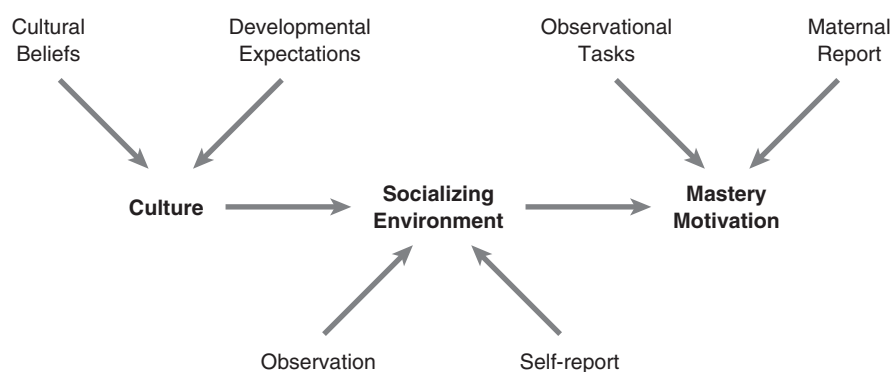 Cultural
Beliefs
Developmental
Expectations
Observational
Tasks
Maternal
Report
Culture
Socializing
Environment
Mastery
Motivation
Observation
Self-report